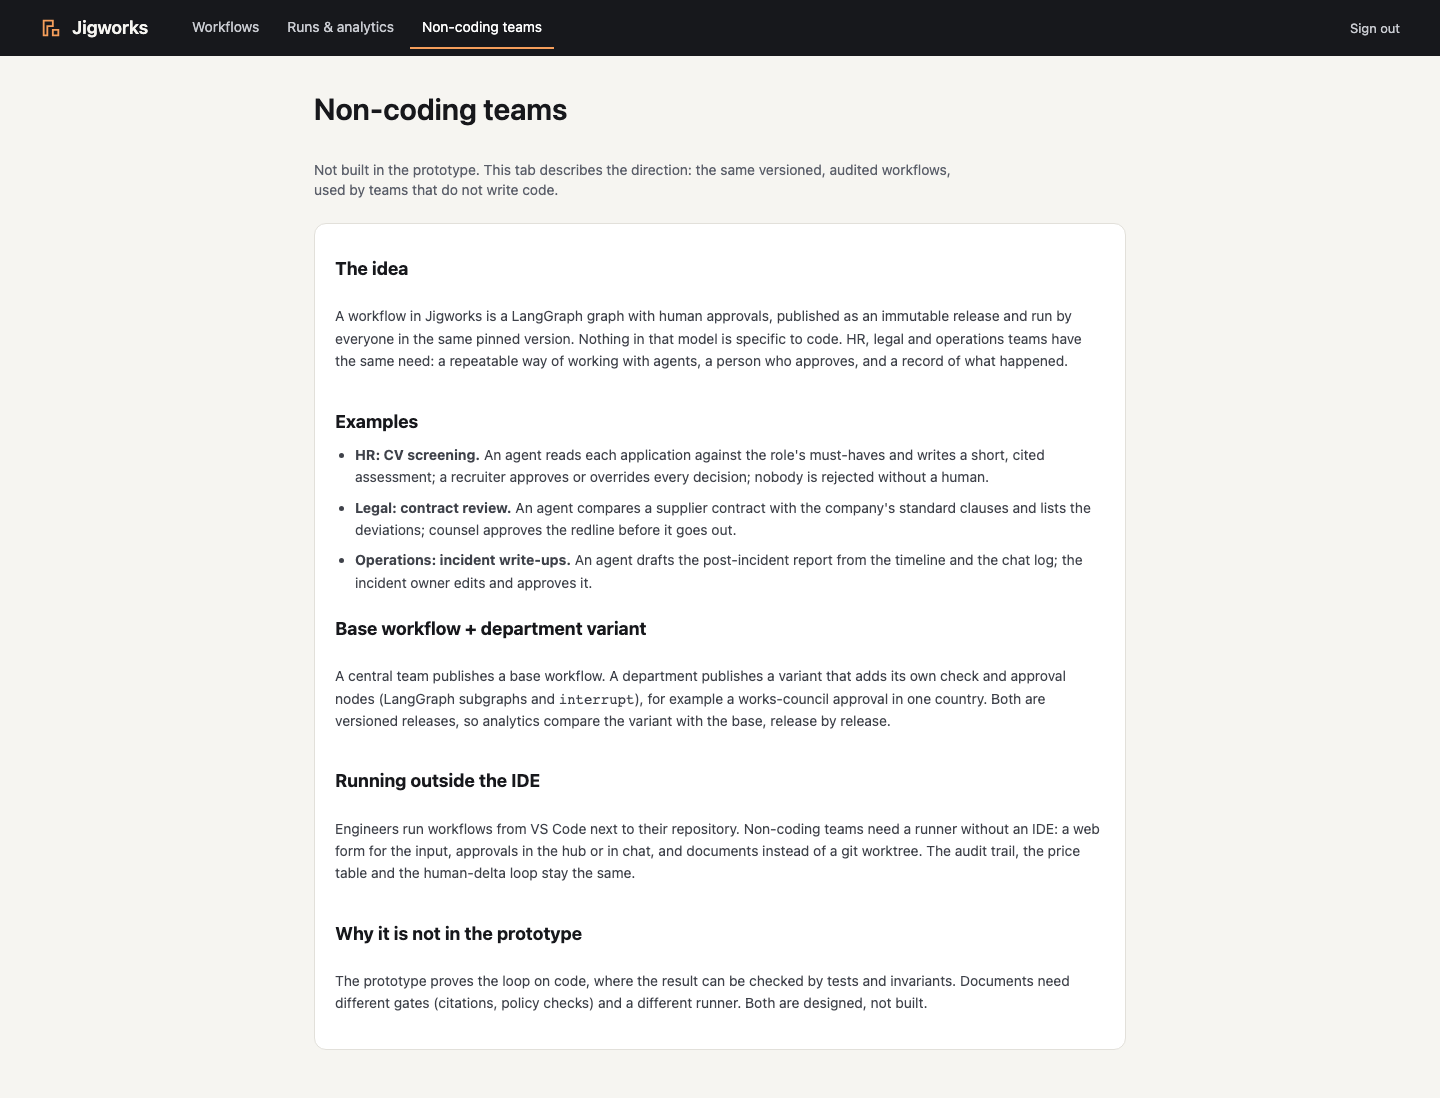 Jigworks
Workflows
Runs & analytics
Non-coding teams
Sign out
Non-coding teams
Not built in the prototype. This tab describes the direction: the same versioned, audited workflows,
used by teams that do not write code.
The idea
A workflow in Jigworks is a LangGraph graph with human approvals, published as an immutable release and run by
everyone in the same pinned version. Nothing in that model is specific to code. HR, legal and operations teams have
the same need: a repeatable way of working with agents, a person who approves, and a record of what happened.
Examples
• HR: CV screening. An agent reads each application against the role's must-haves and writes a short, cited
assessment; a recruiter approves or overrides every decision; nobody is rejected without a human.
• Legal: contract review. An agent compares a supplier contract with the company's standard clauses and lists the
deviations; counsel approves the redline before it goes out.
• Operations: incident write-ups. An agent drafts the post-incident report from the timeline and the chat log; the
incident owner edits and approves it.
Base workflow + department variant
A central team publishes a base workflow. A department publishes a variant that adds its own check and approval
nodes (LangGraph subgraphs and interrupt), for example a works-council approval in one country. Both are
versioned releases, so analytics compare the variant with the base, release by release.
Running outside the IDE
Engineers run workflows from VS Code next to their repository. Non-coding teams need a runner without an IDE: a web
form for the input, approvals in the hub or in chat, and documents instead of a git worktree. The audit trail, the price
table and the human-delta loop stay the same.
Why it is not in the prototype
The prototype proves the loop on code, where the result can be checked by tests and invariants. Documents need
different gates (citations, policy checks) and a different runner. Both are designed, not built.